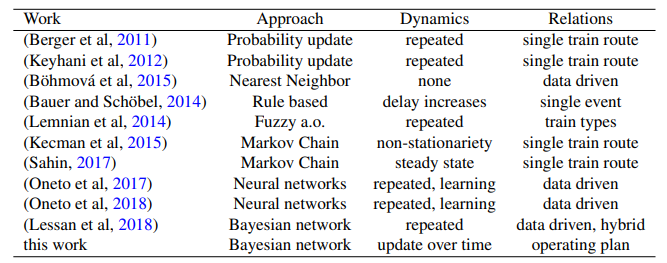 Work Approach Dynamics Relations
(Berger et al, 2011) Probability update repeated single train route
(Keyhani et al, 2012) Probability update repeated single train route
(Böhmová et al, 2015) Nearest Neighbor none data driven
(Bauer and Schöbel, 2014) Rule based delay increases single event
(Lemnian et al, 2014) Fuzzy a.o. repeated train types
(Kecman et al, 2015) Markov Chain non-stationariety single train route
(Sahin, 2017) Markov Chain steady state single train route
(Oneto et al, 2017) Neural networks repeated, learning data driven
(Oneto et al, 2018) Neural networks repeated, learning data driven
(Lessan et al, 2018) Bayesian network repeated data driven, hybrid
this work Bayesian network update over time operating plan